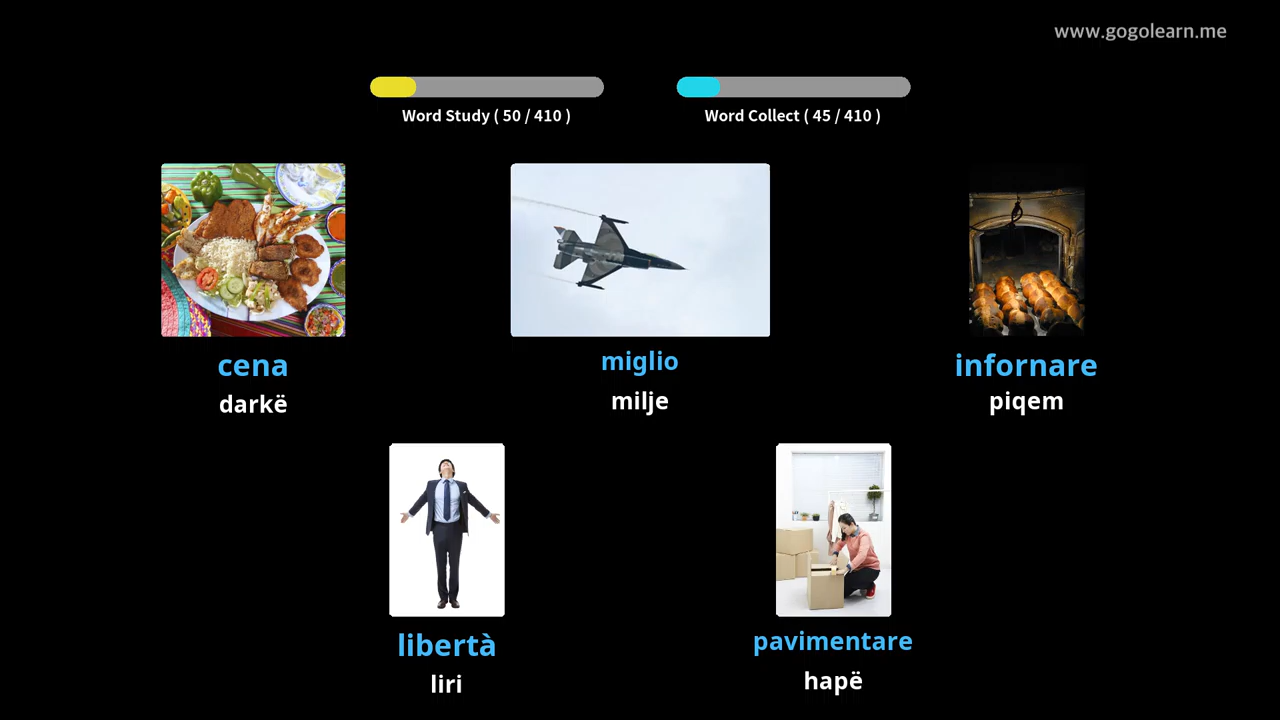 www.gogolearn.me
Word Study ( 50 / 410 )
Word Collect ( 45 / 410 )
cena
darkë
miglio
milje
infornare
piqem
libertà
liri
pavimentare
hapë